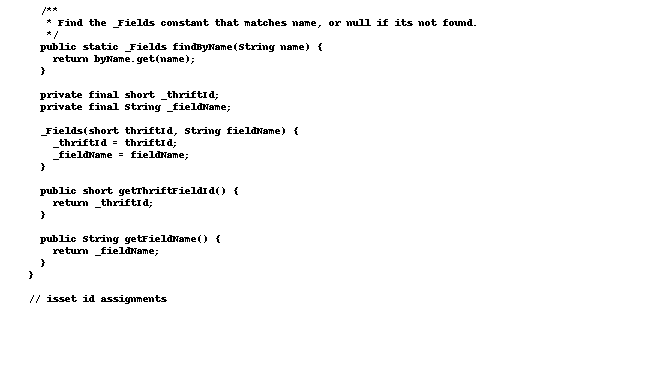 /**
* Find the _Fields constant that matches name, or null if its not found.
*/
public static _Fields findByName(String name) {
return byName.get(name);
}
private final short _thriftId;
private final String _fieldName;
_Fields(short thriftId, String fieldName) {
_thriftId = thriftId;
_fieldName = fieldName;
}
public short getThriftFieldId() {
return _thriftId;
}
public String getFieldName() {
return _fieldName;
}
}
// isset id assignments